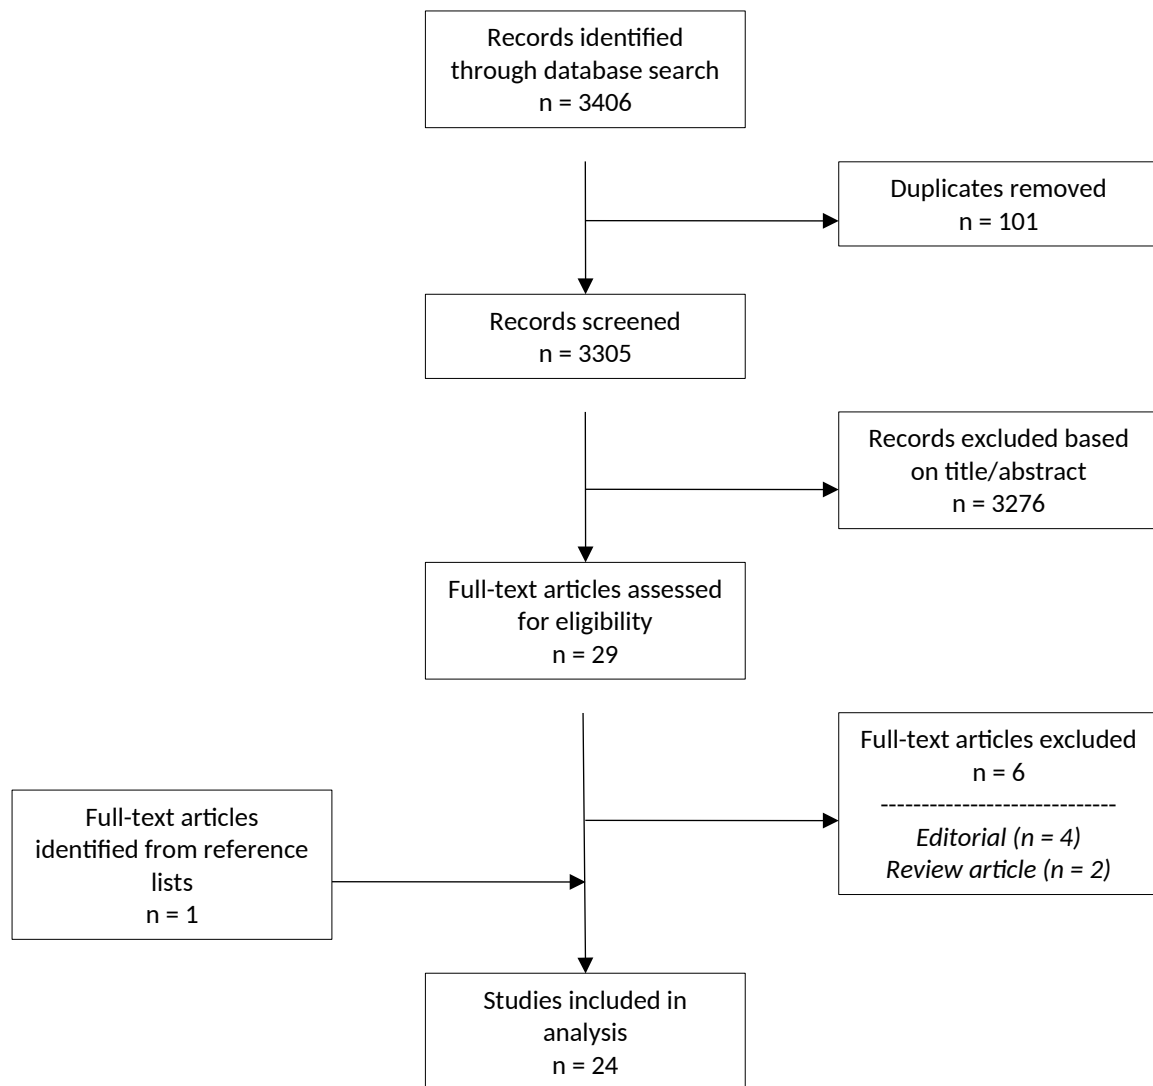 Records identified
through database search
n = 3406
Duplicates removed
n = 101
Records screened
n = 3305
Records excluded based
on title/abstract
n = 3276
Full-text articles assessed
for eligibility
n = 29
Full-text articles excluded
n = 6
-----------------------------
Editorial (n = 4)
Review article (n = 2)
Full-text articles
identified from reference
lists
n = 1
Studies included in
analysis
n = 24